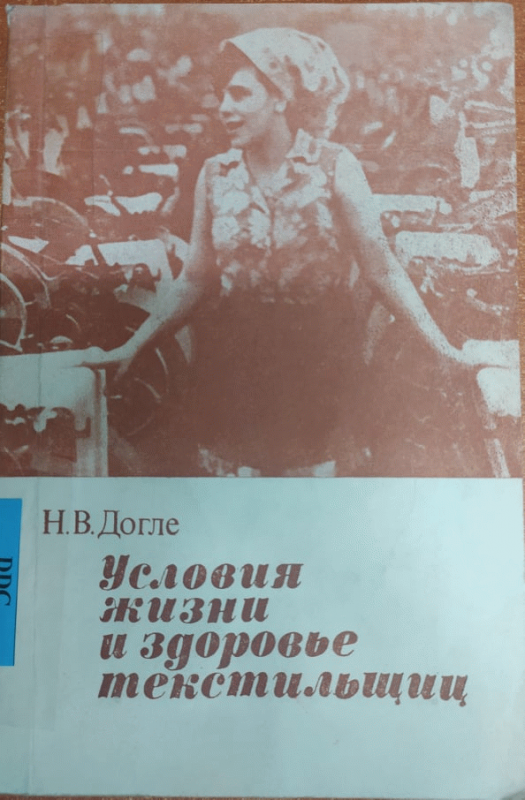 Н.В.Догле
Условия
жизни
и здоровье
текстильщиц